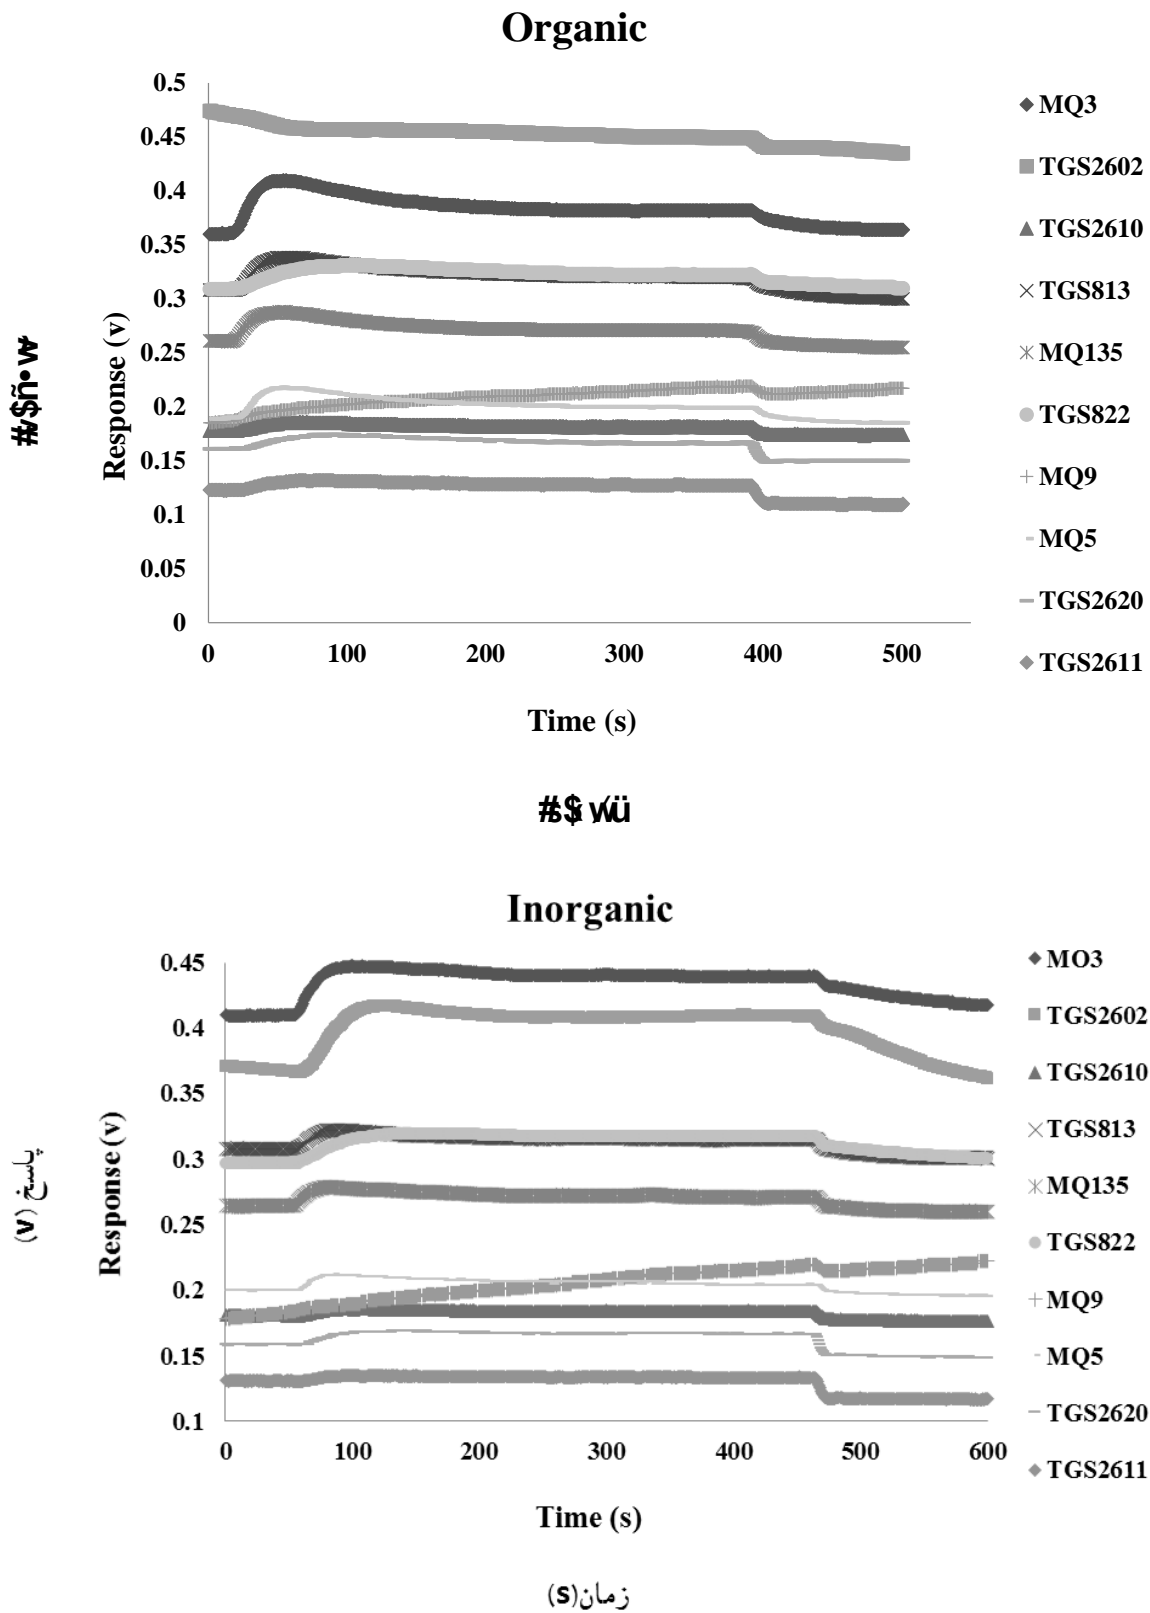 Organic
0.5
0.45
0.4
0.35
0.3
0.25
0.2
0.15
0.1
0.05
0
Response (v)
0 100 200 300 400 500
Time (s)
MQ3
TGS2602
TGS2610
TGS813
MQ135
TGS822
MQ9
MQ5
TGS2620
TGS2611
Inorganic
0.45
0.4
0.35
0.3
0.25
0.2
0.15
0.1
پاسخ (v)
Response (v)
0 100 200 300 400 500 600
Time (s)
زمان(s)
MO3
TGS2602
TGS2610
TGS813
MQ135
TGS822
MQ9
MQ5
TGS2620
TGS2611